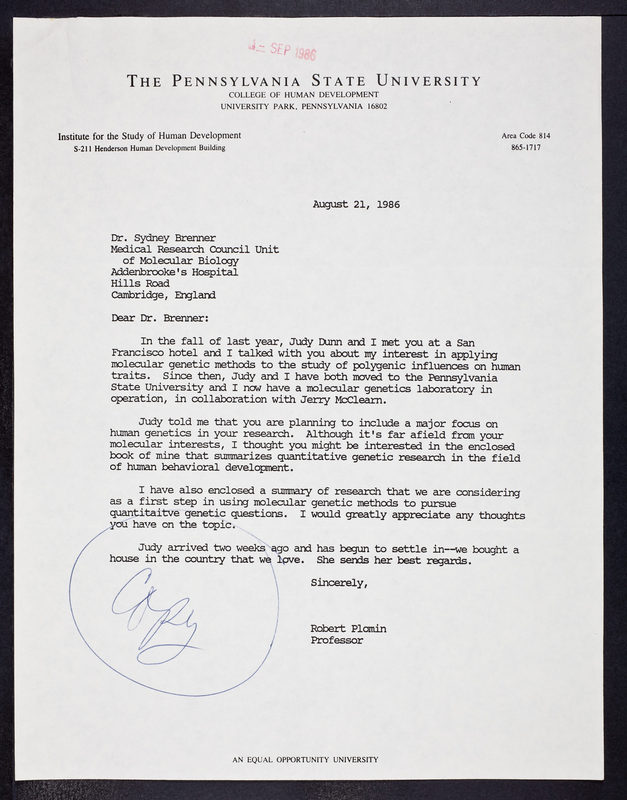 SEP 1986
THE PENNSYLVANIA STATE UNIVERSITY
COLLEGE OF HUMAN DEVELOPMENT
UNIVERSITY PARK, PENNSYLVANIA 16802
Institute for the Study of Human Development
S-211 Henderson Human Development Building
Area Code 814
865-1717
August 21, 1986
Dr. Sydney Brenner
Medical Research Council Unit
of Molecular Biology
Addenbrooke's Hospital
Hills Road
Cambridge, England
Dear Dr. Brenner:
In the fall of last year, Judy Dunn and I met you at a San
Francisco hotel and I talked with you about my interest in applying
molecular genetic methods to the study of polygenic influences on human
traits. Since then, Judy and I have both moved to the Pennsylvania
State University and I now have a molecular genetics laboratory in
operation, in collaboration with Jerry McClearn.
Judy told me that you are planning to include a major focus on
human genetics in your research. Although it's far afield from your
molecular interests, I thought you might be interested in the enclosed
book of mine that summarizes quantitative genetic research in the field
of human behavioral development.
I have also enclosed a summary of research that we are considering
as a first step in using molecular genetic methods to pursue
quantitaitve genetic questions. I would greatly appreciate any thoughts
you have on the topic.
Judy arrived two weeks ago and has begun to settle in--we bought a
house in the country that we love. She sends her best regards.
Sincerely,
Copy
Robert Plomin
Professor
AN EQUAL OPPORTUNITY UNIVERSITY